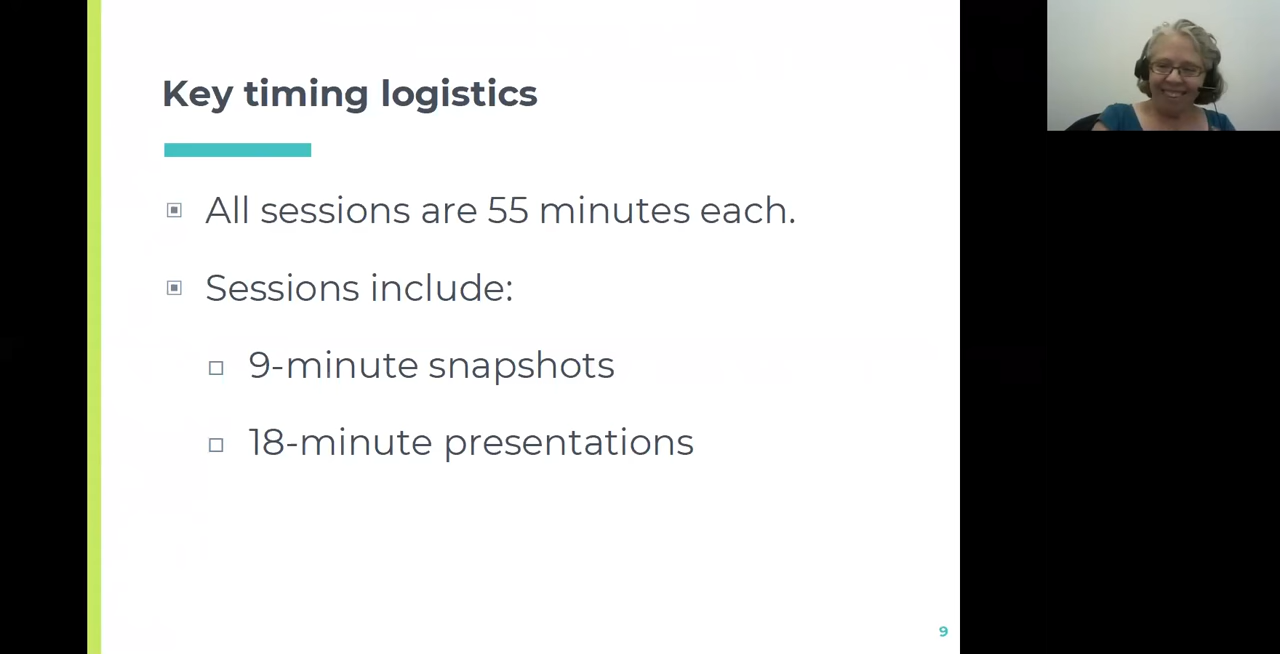 Key timing logistics
All sessions are 55 minutes each.
Sessions include:
9-minute snapshots
18-minute presentations
9